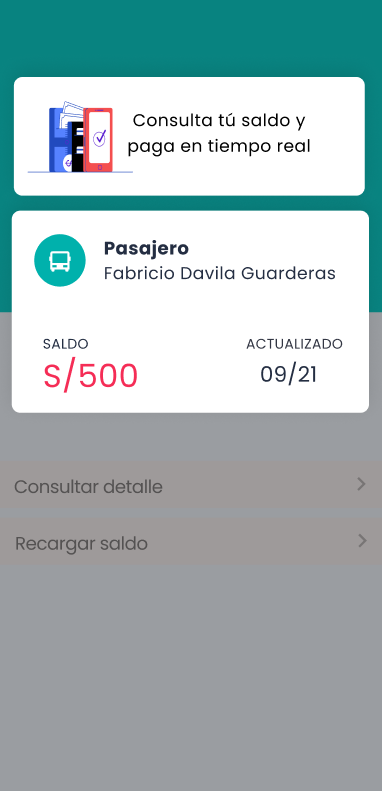 Consulta tú saldo y
paga en tiempo real
Pasajero
Fabricio Davila Guarderas
SALDO
ACTUALIZADO
S/500
09/21
Consultar detalle
Recargar saldo